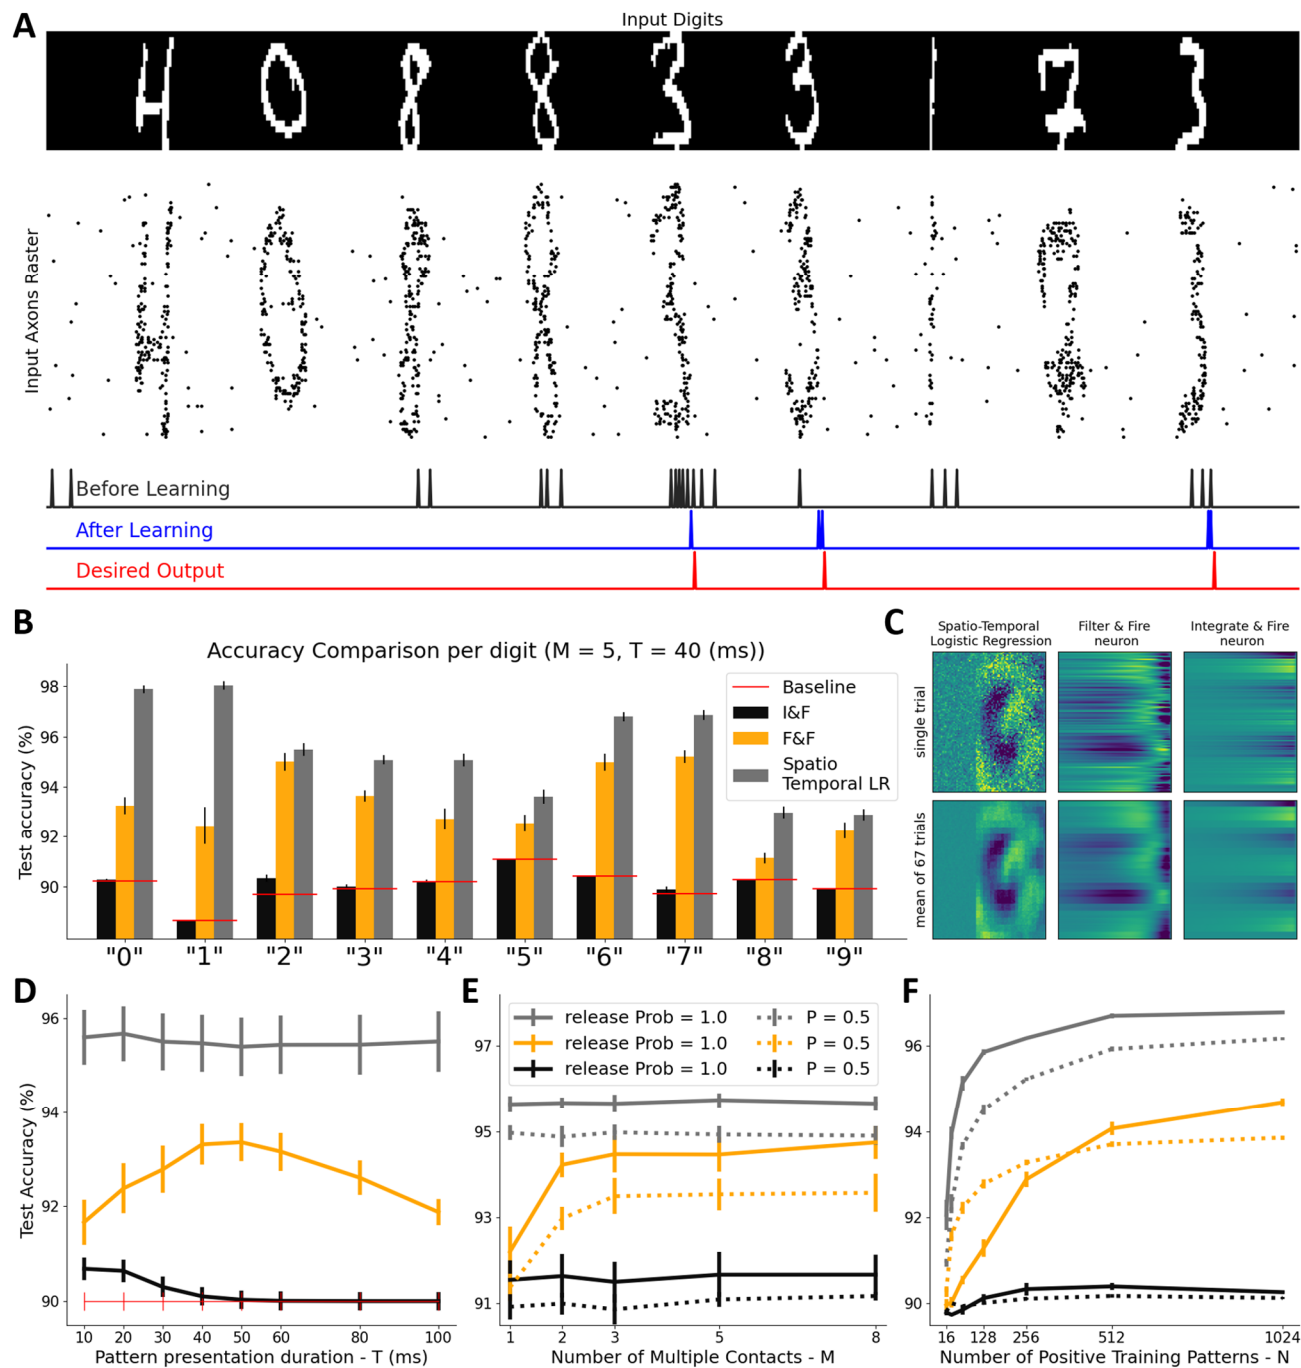 A
Input Digits
Input Axons Raster
Before Learning
After Learning
Desired Output
B
Accuracy Comparison per digit (M = 5, T = 40 (ms))
Test accuracy (%)
98
96
94
92
90
Baseline
I&F
F&F
Spatio
Temporal LR
"0" "1" "2" "3" "4" "5" "6" "7" "8" "9"
C
Spatio-Temporal
Logistic Regression
Filter & Fire
neuron
Integrate & Fire
neuron
single trial
mean of 67 trials
D
Test Accuracy (%)
96
94
92
90
10 20 30 40 50 60 80 100
Pattern presentation duration - T (ms)
E
release Prob = 1.0 P = 0.5
release Prob = 1.0 P = 0.5
release Prob = 1.0 P = 0.5
97
95
93
91
1 2 3 5 8
Number of Multiple Contacts - M
F
96
94
92
90
16 128 256 512 1024
Number of Positive Training Patterns - N